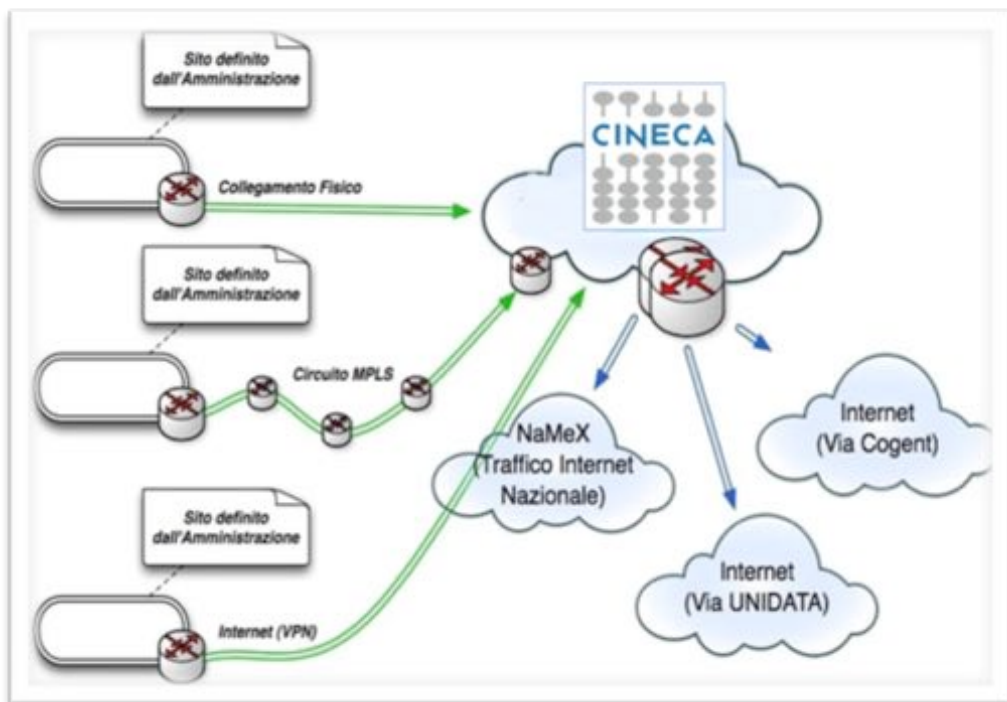 Sito definito
dall'Amministrazione
CINECA
Collegamento Fisico
Sito definito
dall'Amministrazione
Circuito MPLS
NaMeX
(Traffico Internet
Nazionale)
Internet
(Via Cogent)
Sito definito
dall'Amministrazione
Internet
(Via UNIDATA)
Internet (VPN)